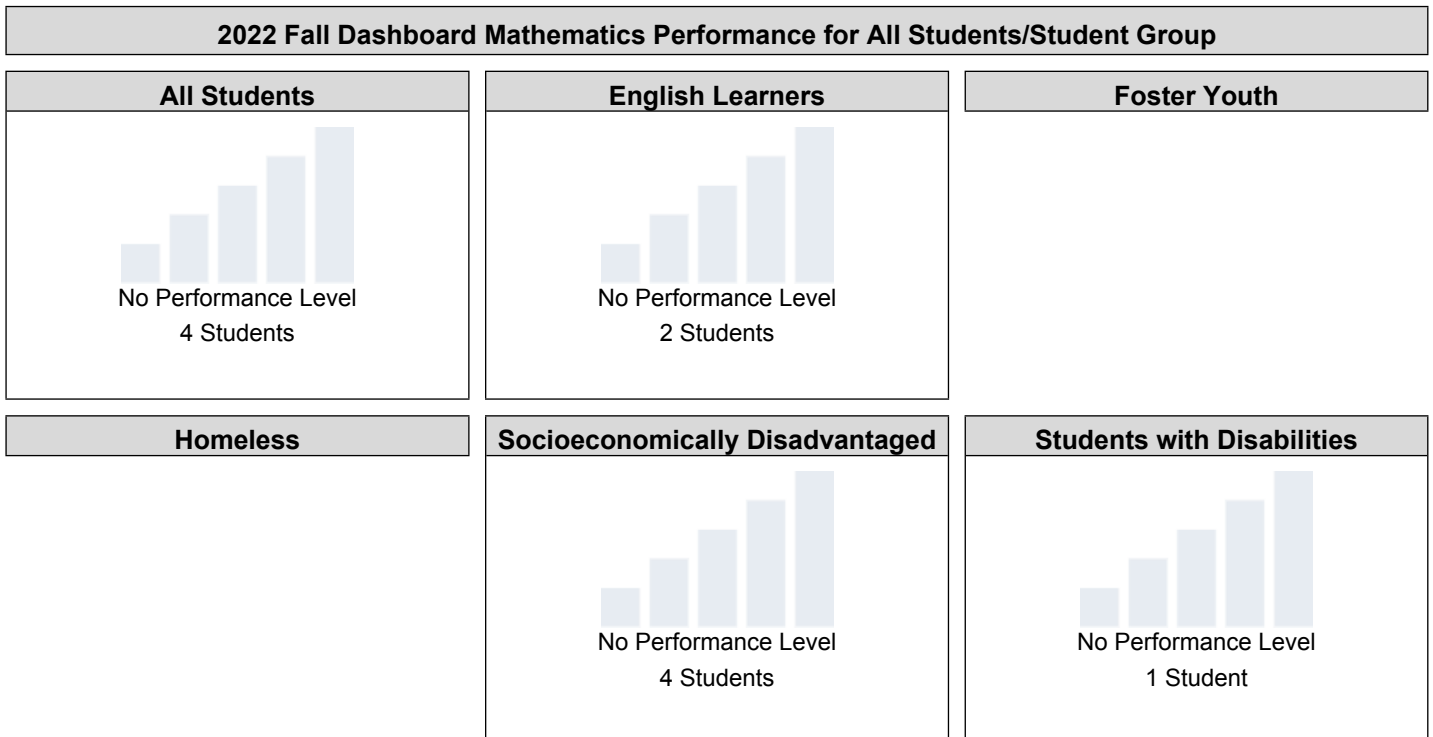 2022 Fall Dashboard Mathematics Performance for All Students/Student Group
All Students
No Performance Level
4 Students
English Learners
No Performance Level
2 Students
Foster Youth
Homeless
Socioeconomically Disadvantaged
No Performance Level
4 Students
Students with Disabilities
No Performance Level
1 Student